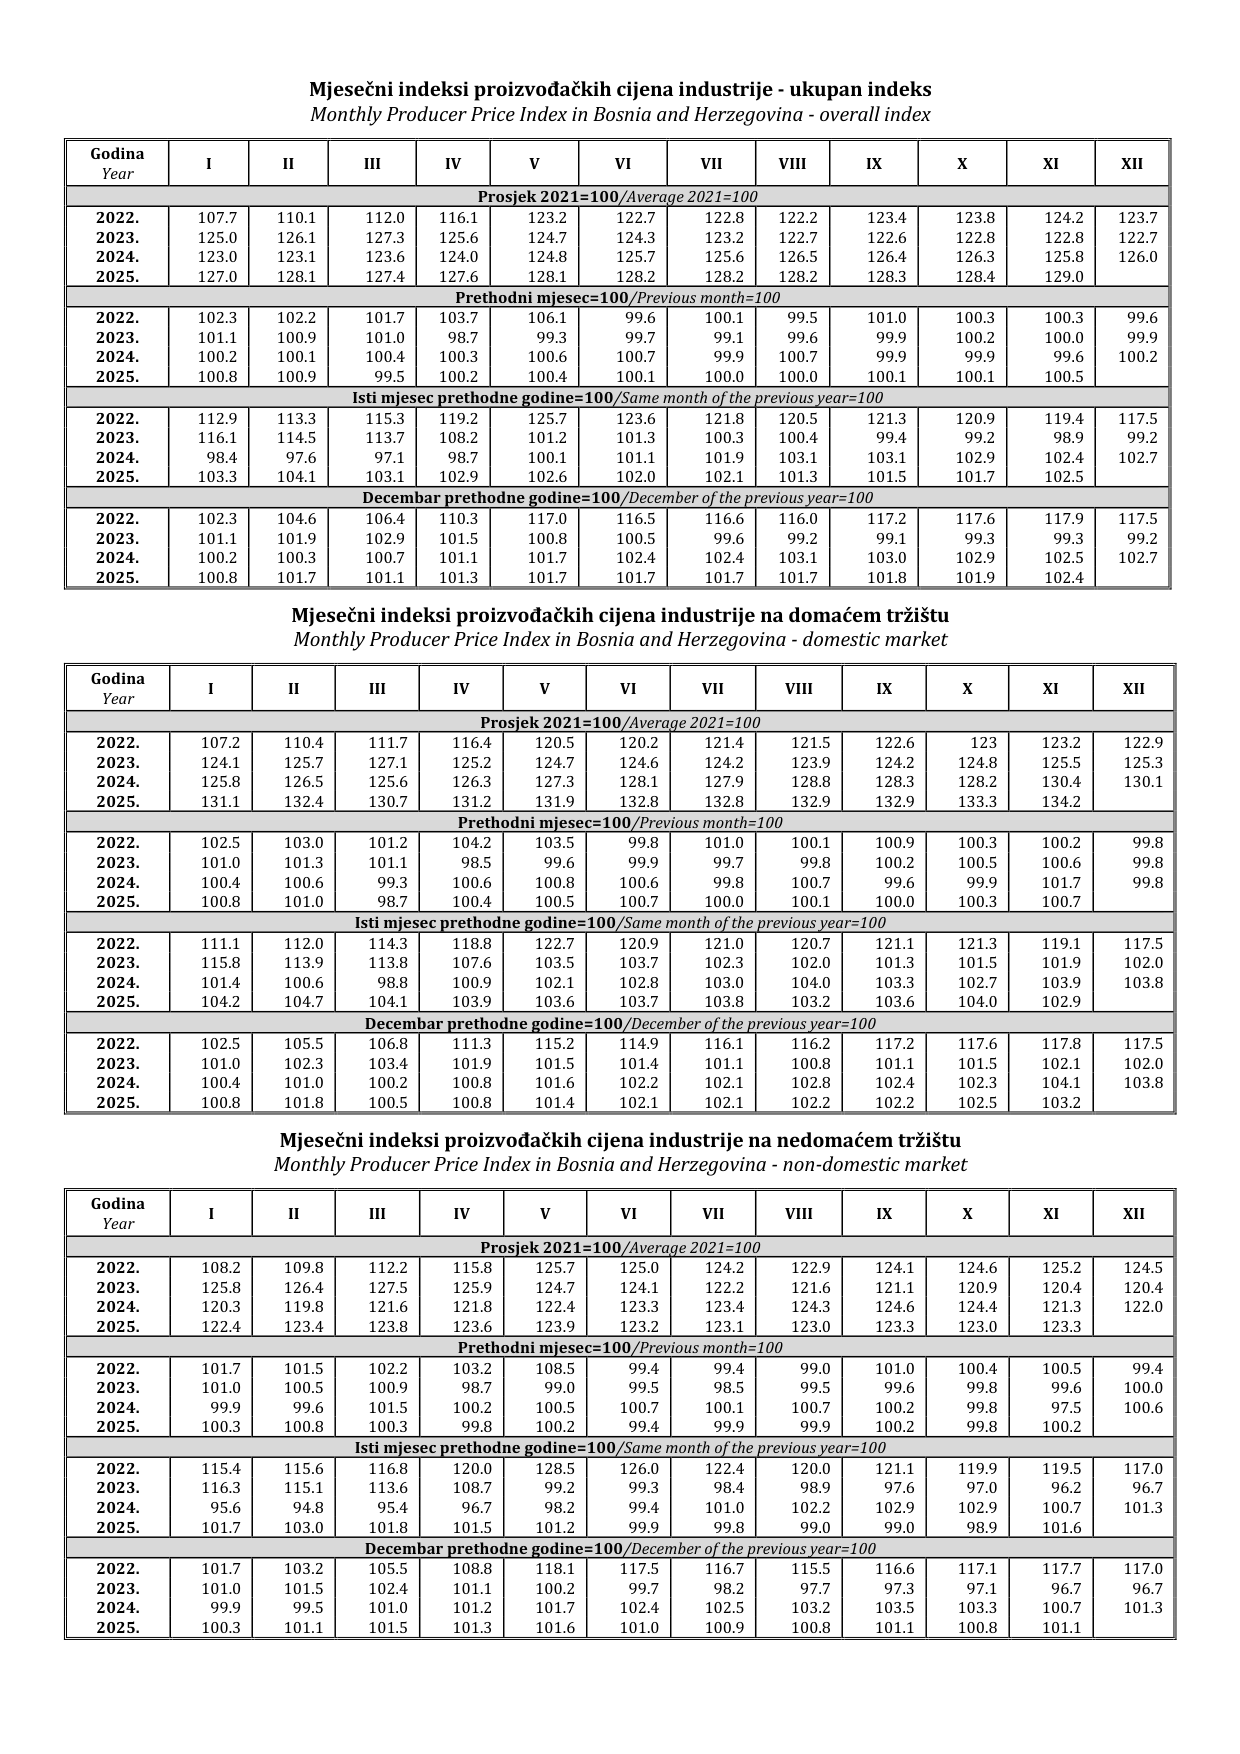 Mjesečni indeksi proizvođačkih cijena industrije - ukupan indeks
Monthly Producer Price Index in Bosnia and Herzegovina - overall index
Godina I II III IV V VI VII VIII IX X XI XII
Year
Prosjek 2021=100/Average 2021=100
2022. 107.7 110.1 112.0 116.1 123.2 122.7 122.8 122.2 123.4 123.8 124.2 123.7
2023. 125.0 126.1 127.3 125.6 124.7 124.3 123.2 122.7 122.6 122.8 122.8 122.7
2024. 123.0 123.1 123.6 124.0 124.8 125.7 125.6 126.5 126.4 126.3 125.8 126.0
2025. 127.0 128.1 127.4 127.6 128.1 128.2 128.2 128.2 128.3 128.4 129.0
Prethodni mjesec=100/Previous month=100
2022. 102.3 102.2 101.7 103.7 106.1 99.6 100.1 99.5 101.0 100.3 100.3 99.6
2023. 101.1 100.9 101.0 98.7 99.3 99.7 99.1 99.6 99.9 100.2 100.0 99.9
2024. 100.2 100.1 100.4 100.3 100.6 100.7 99.9 100.7 99.9 99.9 99.6 100.2
2025. 100.8 100.9 99.5 100.2 100.4 100.1 100.0 100.0 100.1 100.1 100.5
Isti mjesec prethodne godine=100/Same month of the previous year=100
2022. 112.9 113.3 115.3 119.2 125.7 123.6 121.8 120.5 121.3 120.9 119.4 117.5
2023. 116.1 114.5 113.7 108.2 101.2 101.3 100.3 100.4 99.4 99.2 98.9 99.2
2024. 98.4 97.6 97.1 98.7 100.1 101.1 101.9 103.1 103.1 102.9 102.4 102.7
2025. 103.3 104.1 103.1 102.9 102.6 102.0 102.1 101.3 101.5 101.7 102.5
Decembar prethodne godine=100/December of the previous year=100
2022. 102.3 104.6 106.4 110.3 117.0 116.5 116.6 116.0 117.2 117.6 117.9 117.5
2023. 101.1 101.9 102.9 101.5 100.8 100.5 99.6 99.2 99.1 99.3 99.3 99.2
2024. 100.2 100.3 100.7 101.1 101.7 102.4 102.4 103.1 103.0 102.9 102.5 102.7
2025. 100.8 101.7 101.1 101.3 101.7 101.7 101.7 101.7 101.8 101.9 102.4
Mjesečni indeksi proizvođačkih cijena industrije na domaćem tržištu
Monthly Producer Price Index in Bosnia and Herzegovina - domestic market
Godina I II III IV V VI VII VIII IX X XI XII
Year
Prosjek 2021=100/Average 2021=100
2022. 107.2 110.4 111.7 116.4 120.5 120.2 121.4 121.5 122.6 123 123.2 122.9
2023. 124.1 125.7 127.1 125.2 124.7 124.6 124.2 123.9 124.2 124.8 125.5 125.3
2024. 125.8 126.5 125.6 126.3 127.3 128.1 127.9 128.8 128.3 128.2 130.4 130.1
2025. 131.1 132.4 130.7 131.2 131.9 132.8 132.8 132.9 132.9 133.3 134.2
Prethodni mjesec=100/Previous month=100
2022. 102.5 103.0 101.2 104.2 103.5 99.8 101.0 100.1 100.9 100.3 100.2 99.8
2023. 101.0 101.3 101.1 98.5 99.6 99.9 99.7 99.8 100.2 100.5 100.6 99.8
2024. 100.4 100.6 99.3 100.6 100.8 100.6 99.8 100.7 99.6 99.9 101.7 99.8
2025. 100.8 101.0 98.7 100.4 100.5 100.7 100.0 100.1 100.0 100.3 100.7
Isti mjesec prethodne godine=100/Same month of the previous year=100
2022. 111.1 112.0 114.3 118.8 122.7 120.9 121.0 120.7 121.1 121.3 119.1 117.5
2023. 115.8 113.9 113.8 107.6 103.5 103.7 102.3 102.0 101.3 101.5 101.9 102.0
2024. 101.4 100.6 98.8 100.9 102.1 102.8 103.0 104.0 103.3 102.7 103.9 103.8
2025. 104.2 104.7 104.1 103.9 103.6 103.7 103.8 103.2 103.6 104.0 102.9
Decembar prethodne godine=100/December of the previous year=100
2022. 102.5 105.5 106.8 111.3 115.2 114.9 116.1 116.2 117.2 117.6 117.8 117.5
2023. 101.0 102.3 103.4 101.9 101.5 101.4 101.1 100.8 101.1 101.5 102.1 102.0
2024. 100.4 101.0 100.2 100.8 101.6 102.2 102.1 102.8 102.4 102.3 104.1 103.8
2025. 100.8 101.8 100.5 100.8 101.4 102.1 102.1 102.2 102.2 102.5 103.2
Mjesečni indeksi proizvođačkih cijena industrije na nedomaćem tržištu
Monthly Producer Price Index in Bosnia and Herzegovina - non-domestic market
Godina I II III IV V VI VII VIII IX X XI XII
Year
Prosjek 2021=100/Average 2021=100
2022. 108.2 109.8 112.2 115.8 125.7 125.0 124.2 122.9 124.1 124.6 125.2 124.5
2023. 125.8 126.4 127.5 125.9 124.7 124.1 122.2 121.6 121.1 120.9 120.4 120.4
2024. 120.3 119.8 121.6 121.8 122.4 123.3 123.4 124.3 124.6 124.4 121.3 122.0
2025. 122.4 123.4 123.8 123.6 123.9 123.2 123.1 123.0 123.3 123.0 123.3
Prethodni mjesec=100/Previous month=100
2022. 101.7 101.5 102.2 103.2 108.5 99.4 99.4 99.0 101.0 100.4 100.5 99.4
2023. 101.0 100.5 100.9 98.7 99.0 99.5 98.5 99.5 99.6 99.8 99.6 100.0
2024. 99.9 99.6 101.5 100.2 100.5 100.7 100.1 100.7 100.2 99.8 97.5 100.6
2025. 100.3 100.8 100.3 99.8 100.2 99.4 99.9 99.9 100.2 99.8 100.2
Isti mjesec prethodne godine=100/Same month of the previous year=100
2022. 115.4 115.6 116.8 120.0 128.5 126.0 122.4 120.0 121.1 119.9 119.5 117.0
2023. 116.3 115.1 113.6 108.7 99.2 99.3 98.4 98.9 97.6 97.0 96.2 96.7
2024. 95.6 94.8 95.4 96.7 98.2 99.4 101.0 102.2 102.9 102.9 100.7 101.3
2025. 101.7 103.0 101.8 101.5 101.2 99.9 99.8 99.0 99.0 98.9 101.6
Decembar prethodne godine=100/December of the previous year=100
2022. 101.7 103.2 105.5 108.8 118.1 117.5 116.7 115.5 116.6 117.1 117.7 117.0
2023. 101.0 101.5 102.4 101.1 100.2 99.7 98.2 97.7 97.3 97.1 96.7 96.7
2024. 99.9 99.5 101.0 101.2 101.7 102.4 102.5 103.2 103.5 103.3 100.7 101.3
2025. 100.3 101.1 101.5 101.3 101.6 101.0 100.9 100.8 101.1 100.8 101.1